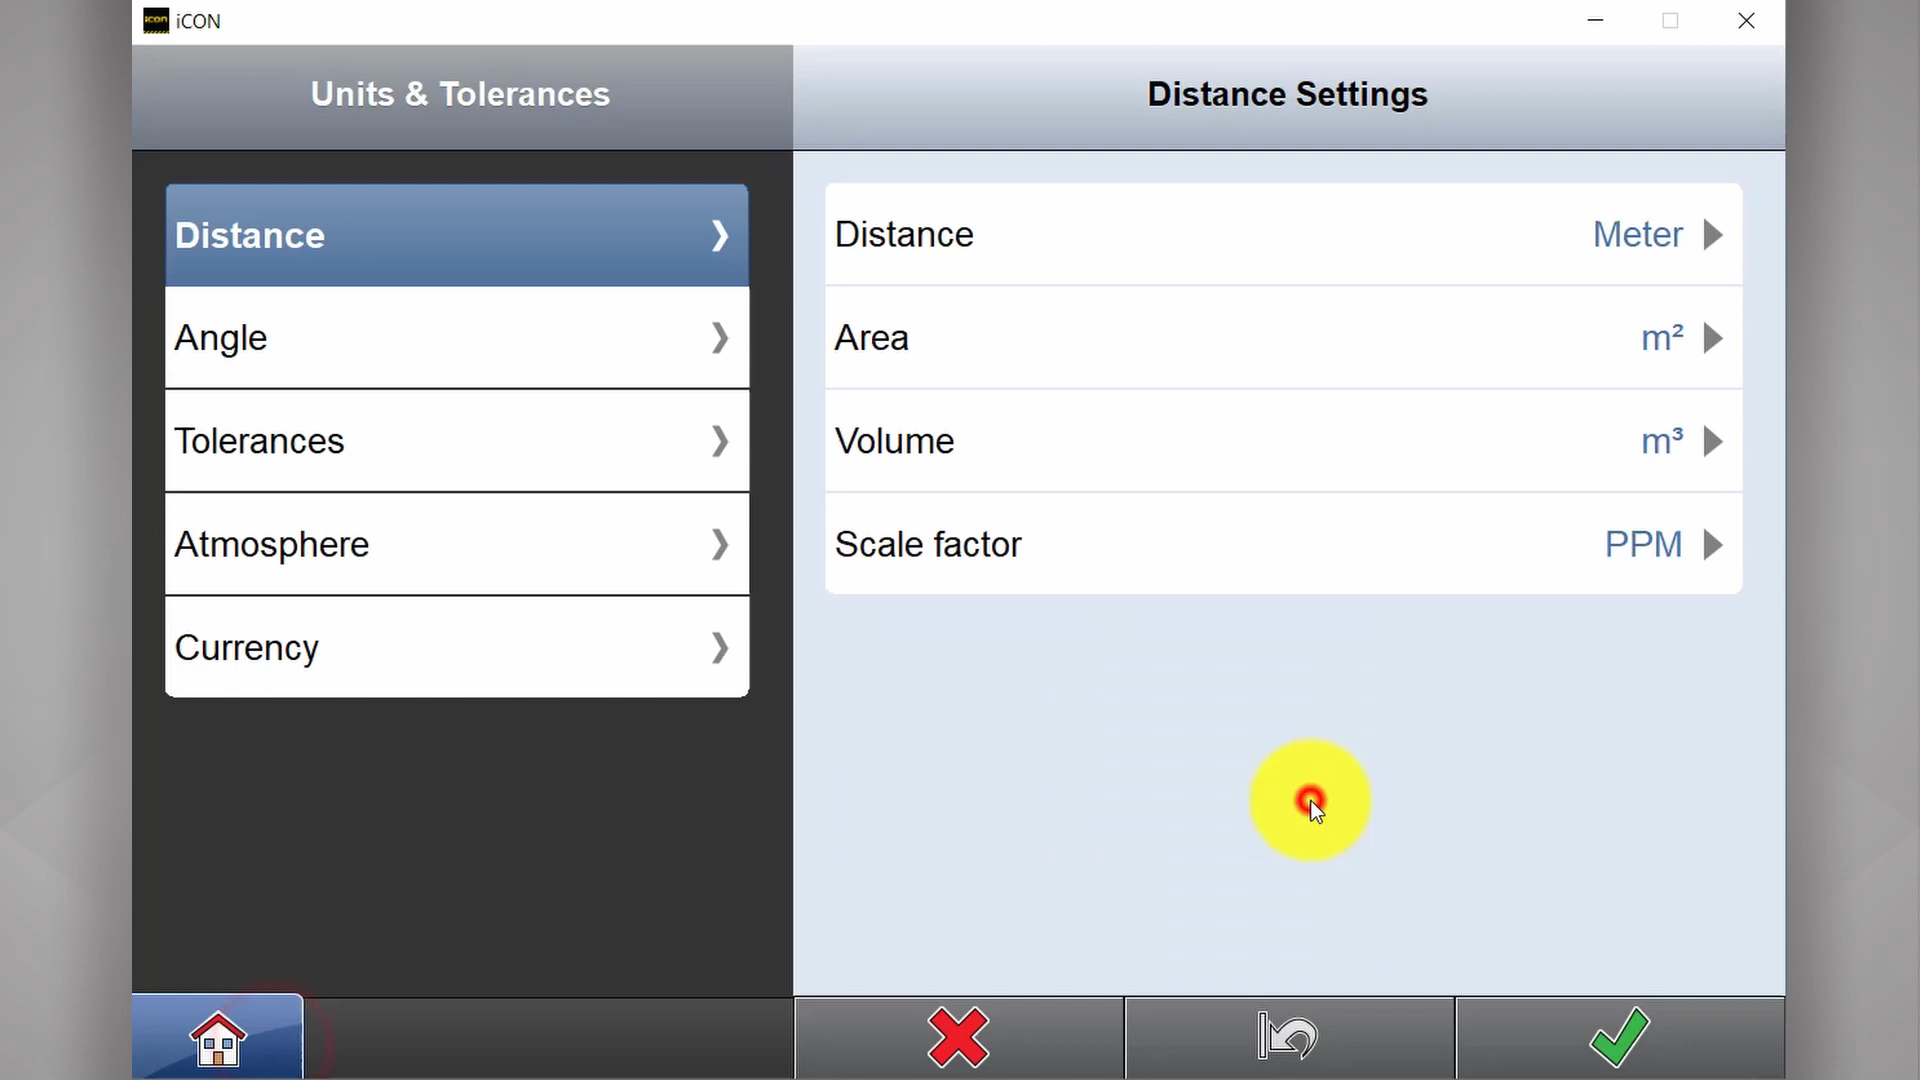 iCON iCON
Units & Tolerances
Distance Settings
Distance
Angle
Tolerances
Atmosphere
Currency
Distance Meter
Area m²
Volume m³
Scale factor PPM